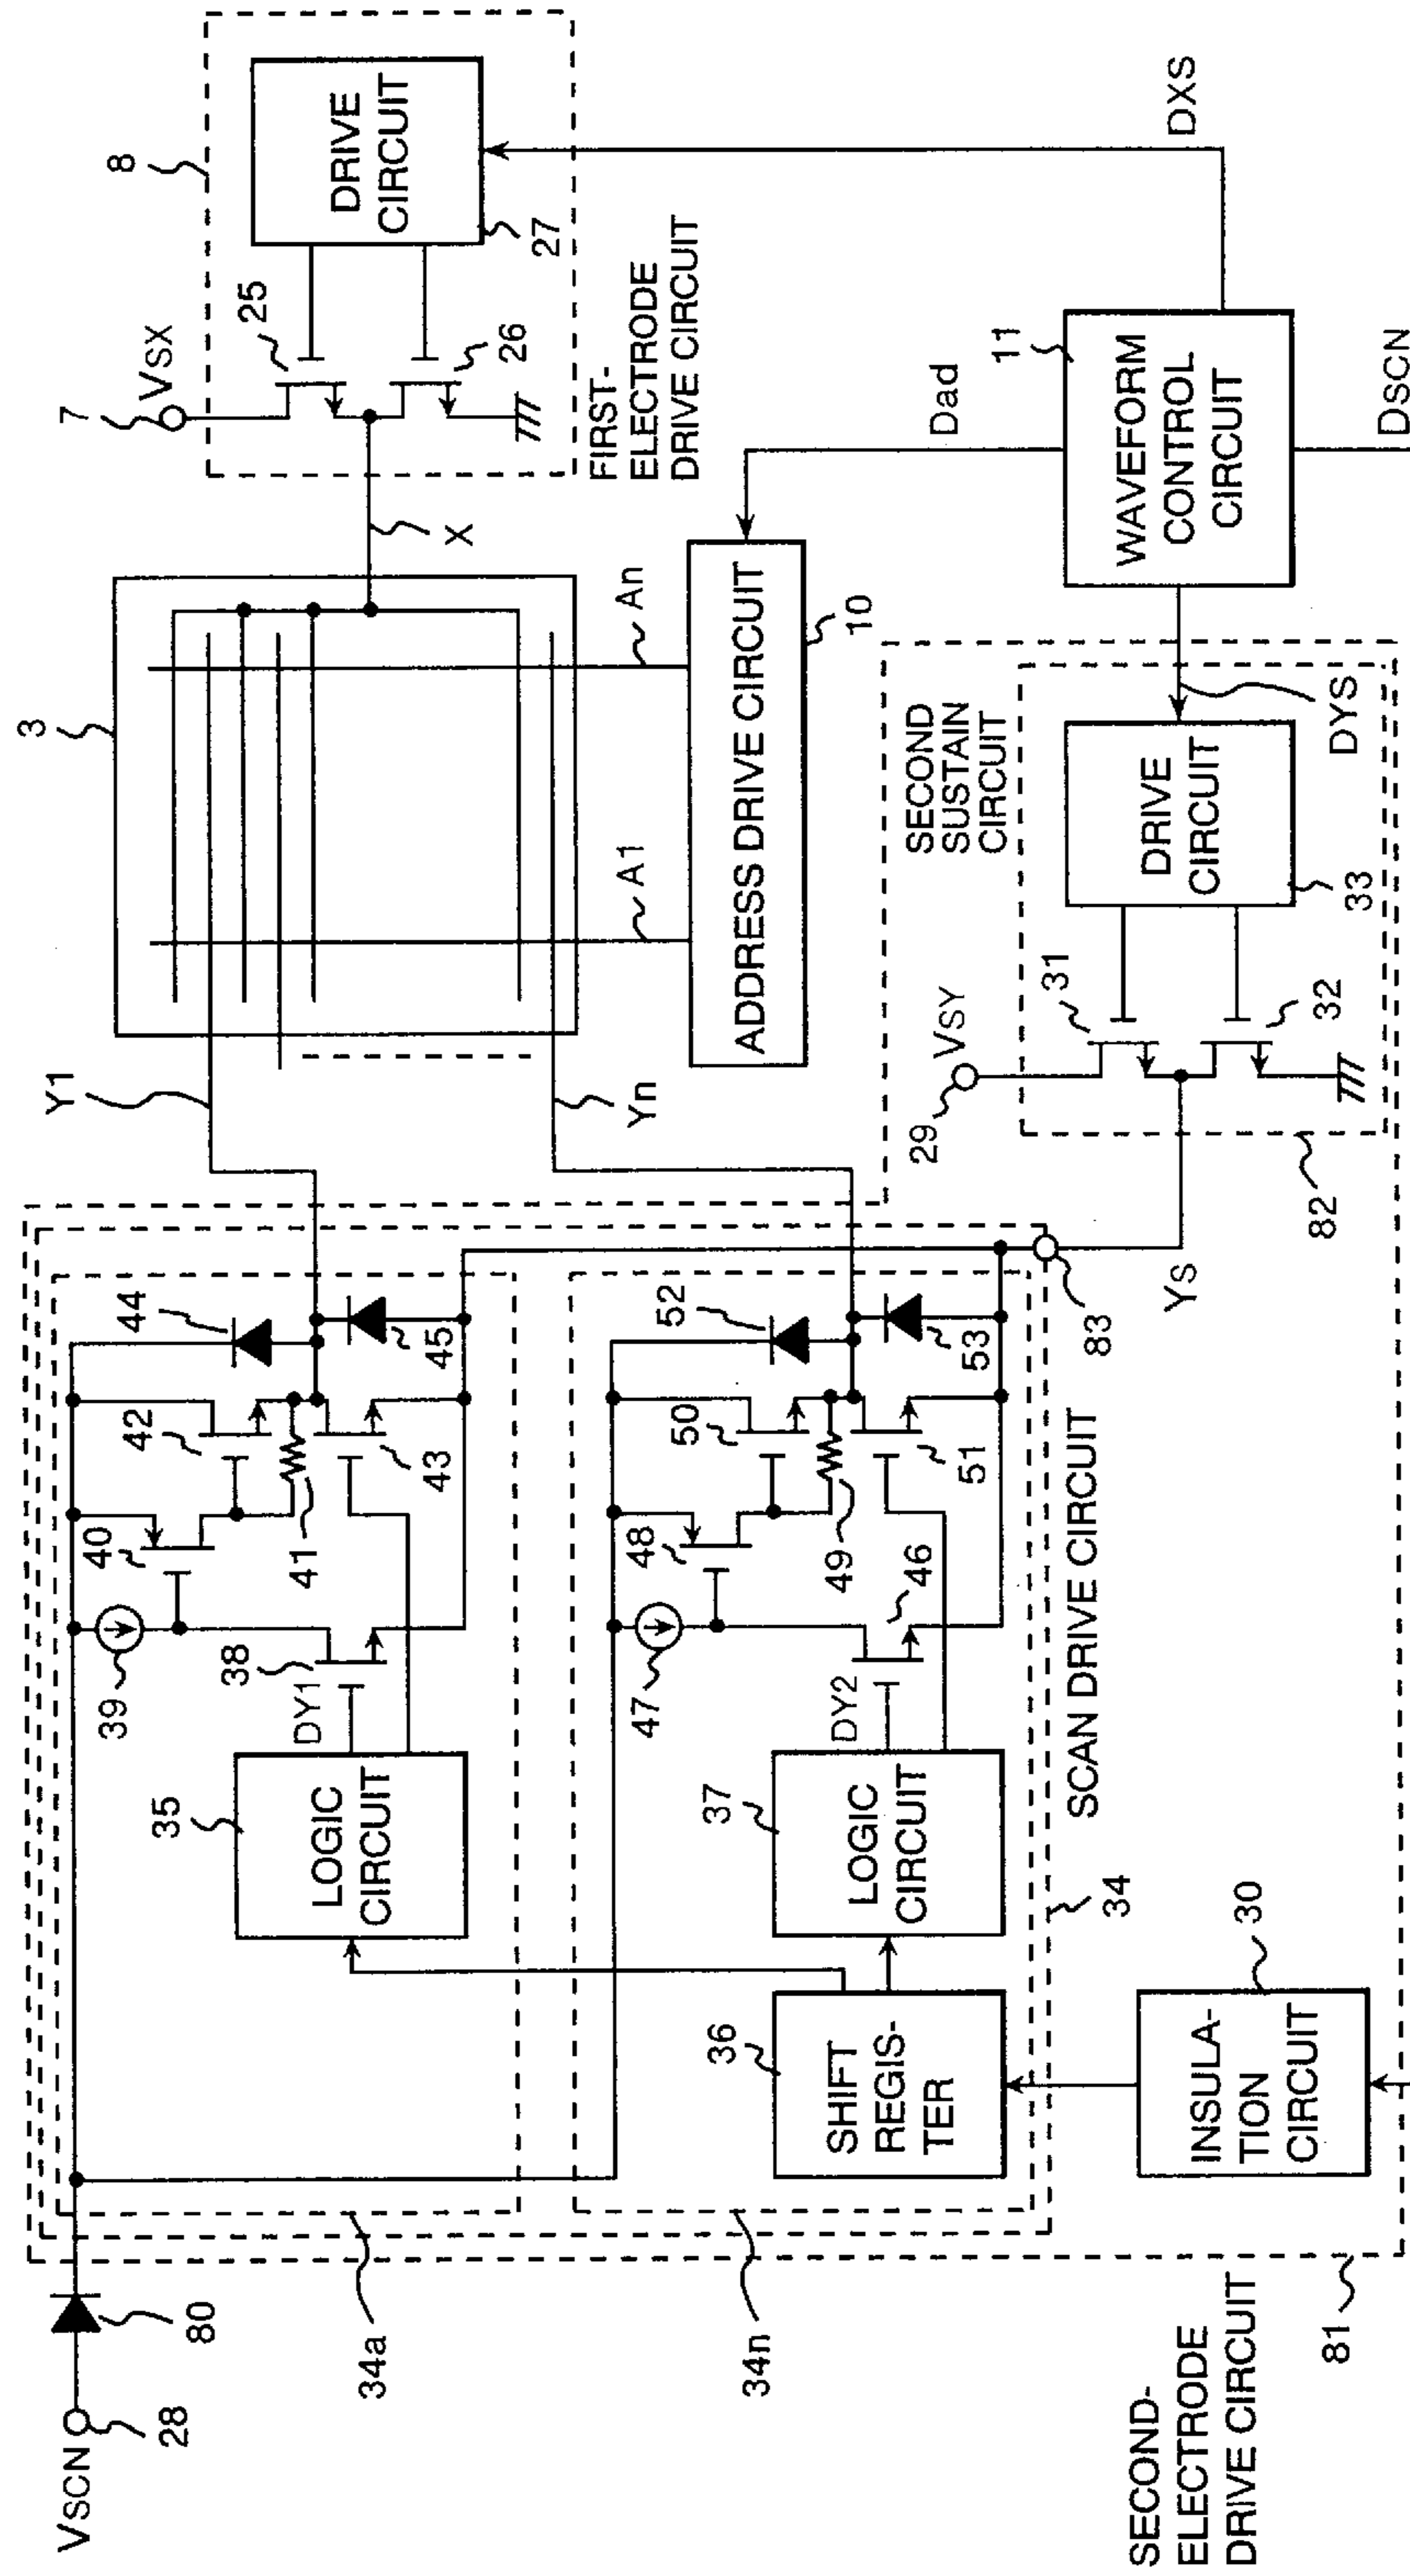 VSCN
28
80
34a
34n
SECOND-
ELECTRODE
DRIVE CIRCUIT
81
35
LOGIC
CIRCUIT
DY1
38
39
40
41
42
43
44
45
36
SHIFT
REGIS-
TER
37
LOGIC
CIRCUIT
DY2
46
47
48
49
50
51
52
53
30
INSULA-
TION
CIRCUIT
34
SCAN DRIVE CIRCUIT
83
YS
Y1
Yn
3
A1
An
X
ADDRESS DRIVE CIRCUIT
10
SECOND
SUSTAIN
CIRCUIT
29
VSY
31
32
82
DRIVE
CIRCUIT
33
DYS
11
WAVEFORM
CONTROL
CIRCUIT
Dad
DSCN
DXS
7
VSX
8
25
26
DRIVE
CIRCUIT
27
FIRST-
ELECTRODE
DRIVE CIRCUIT